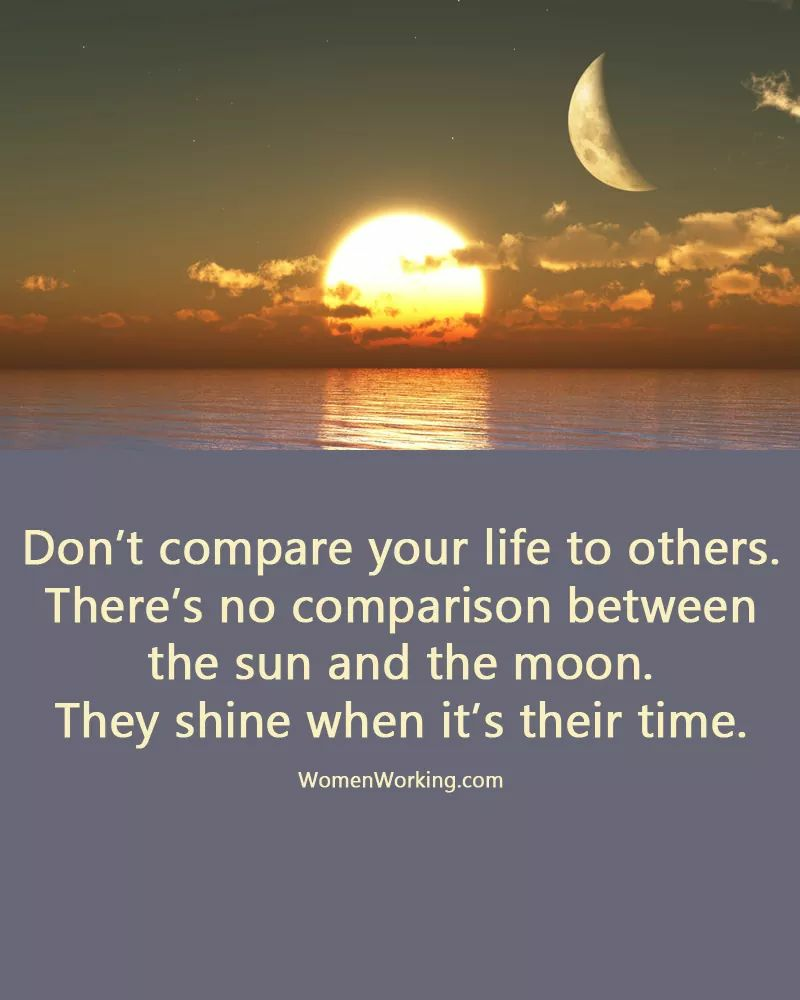 Don’t compare your life to others.
There’s no comparison between
the sun and the moon.
They shine when it’s their time.
WomenWorking.com